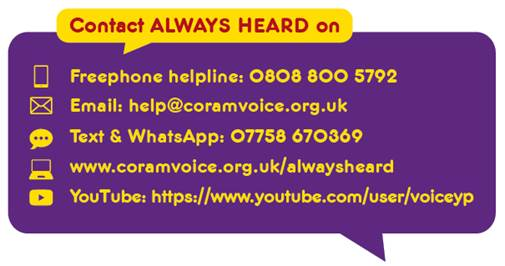 Contact ALWAYS HEARD on
Freephone helpline: 0808 800 5792
Email: help@coramvoice.org.uk
Text & WhatsApp: 07758 670369
www.coramvoice.org.uk/alwaysheard
YouTube: https://www.youtube.com/user/voiceyp